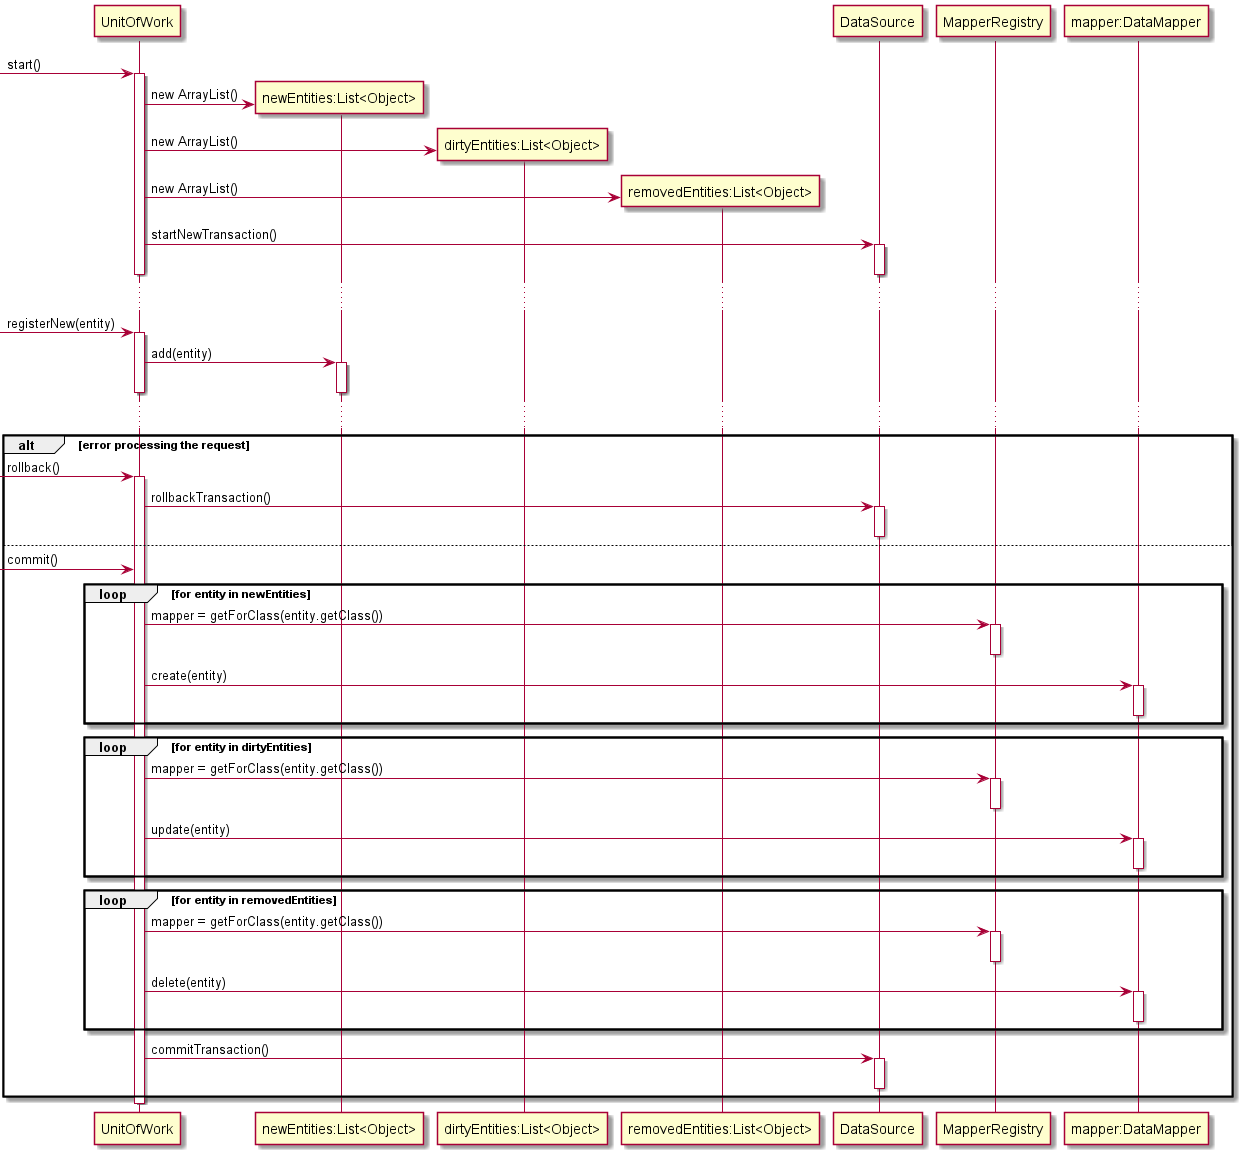 UnitOfWork
DataSource
MapperRegistry
mapper:DataMapper
start()
new ArrayList()
newEntities:List<Object>
new ArrayList()
dirtyEntities:List<Object>
new ArrayList()
removedEntities:List<Object>
startNewTransaction()
registerNew(entity)
add(entity)
alt
[error processing the request]
rollback()
rollbackTransaction()
commit()
loop
[for entity in newEntities]
mapper = getForClass(entity.getClass())
create(entity)
loop
[for entity in dirtyEntities]
mapper = getForClass(entity.getClass())
update(entity)
loop
[for entity in removedEntities]
mapper = getForClass(entity.getClass())
delete(entity)
commitTransaction()
UnitOfWork
newEntities:List<Object>
dirtyEntities:List<Object>
removedEntities:List<Object>
DataSource
MapperRegistry
mapper:DataMapper